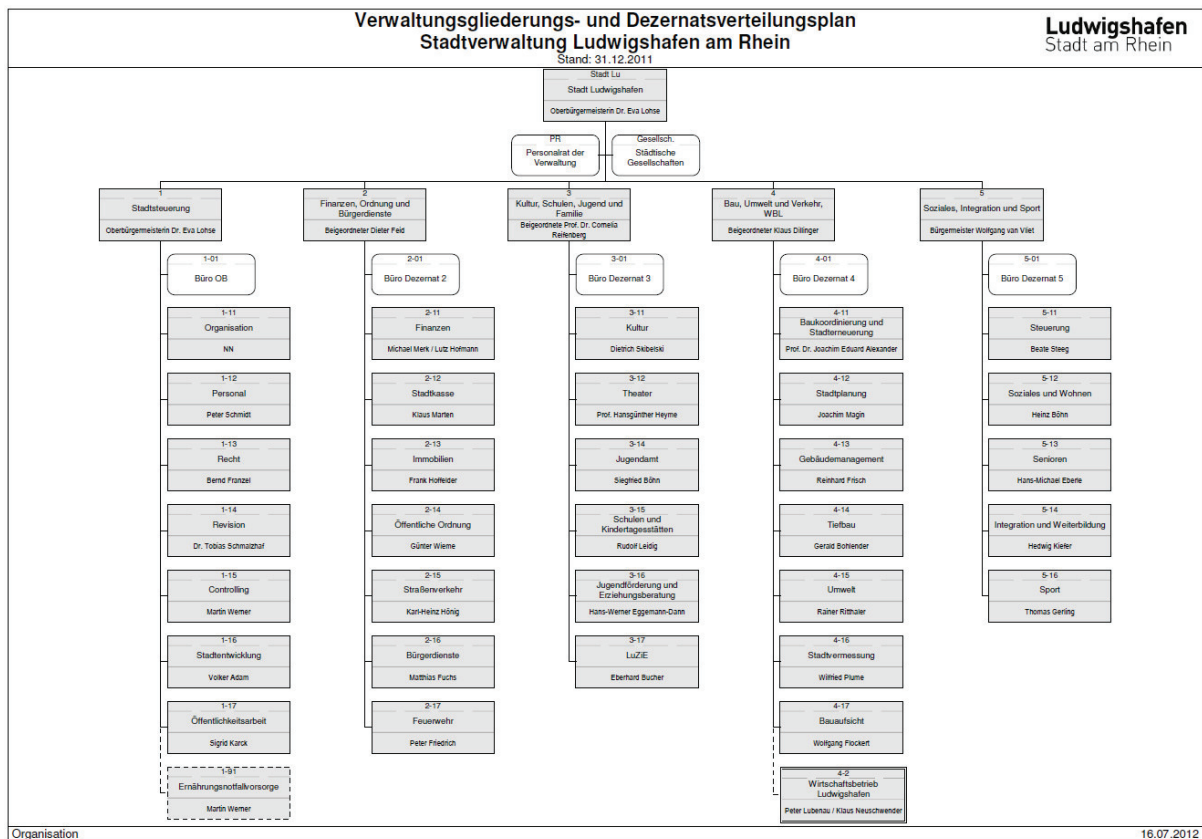 Verwaltungsgliederungs- und Dezernatsverteilungsplan
Stadtverwaltung Ludwigshafen am Rhein
Stand: 31.12.2011
Ludwigshafen
Stadt am Rhein
Stadt Lu
Stadt Ludwigshafen
Oberbürgermeisterin Dr. Eva Lohse
PR
Personalrat der
Verwaltung
Gesellsch.
Städtische
Gesellschaften
1
Stadtsteuerung
Oberbürgermeisterin Dr. Eva Lohse
1-01
Büro OB
1-11
Organisation
NN
1-12
Personal
Peter Schmidt
1-13
Recht
Bernd Franzel
1-14
Revision
Dr. Tobias Schmalzhaf
1-15
Controlling
Martin Werner
1-16
Stadtentwicklung
Volker Adam
1-17
Öffentlichkeitsarbeit
Sigrid Karck
1-91
Ernährungsnotfallvorsorge
Martin Werner
2
Finanzen, Ordnung und
Bürgerdienste
Beigeordneter Dieter Feid
2-01
Büro Dezernat 2
2-11
Finanzen
Michael Merk / Lutz Hofmann
2-12
Stadtkasse
Klaus Marten
2-13
Immobilien
Frank Hoffelder
2-14
Öffentliche Ordnung
Günter Wieme
2-15
Straßenverkehr
Karl-Heinz Hönig
2-16
Bürgerdienste
Matthias Fuchs
2-17
Feuerwehr
Peter Friedrich
3
Kultur, Schulen, Jugend und
Familie
Beigeordnete Prof. Dr. Cornelia
Reifenberg
3-01
Büro Dezernat 3
3-11
Kultur
Dietrich Skibelski
3-12
Theater
Prof. Hansgünther Heyme
3-14
Jugendamt
Siegfried Böhn
3-15
Schulen und
Kindertagesstätten
Rudolf Leidig
3-16
Jugendförderung und
Erziehungsberatung
Hans-Werner Eggemann-Dann
3-17
LuZiE
Eberhard Bucher
4
Bau, Umwelt und Verkehr,
WBL
Beigeordneter Klaus Dillinger
4-01
Büro Dezernat 4
4-11
Baukoordinierung und
Stadterneuerung
Prof. Dr. Joachim Eduard Alexander
4-12
Stadtplanung
Joachim Magin
4-13
Gebäudemanagement
Reinhard Frisch
4-14
Tiefbau
Gerald Bohlender
4-15
Umwelt
Rainer Ritthaler
4-16
Stadtvermessung
Wilfried Plume
4-17
Bauaufsicht
Wolfgang Flockert
4-2
Wirtschaftsbetrieb
Ludwigshafen
Peter Lubenau / Klaus Neuschwender
5
Soziales, Integration und Sport
Bürgermeister Wolfgang van Vliet
5-01
Büro Dezernat 5
5-11
Steuerung
Beate Steeg
5-12
Soziales und Wohnen
Heinz Böhn
5-13
Senioren
Hans-Michael Eberle
5-14
Integration und Weiterbildung
Hedwig Kiefer
5-16
Sport
Thomas Gerling
Organisation
16.07.2012